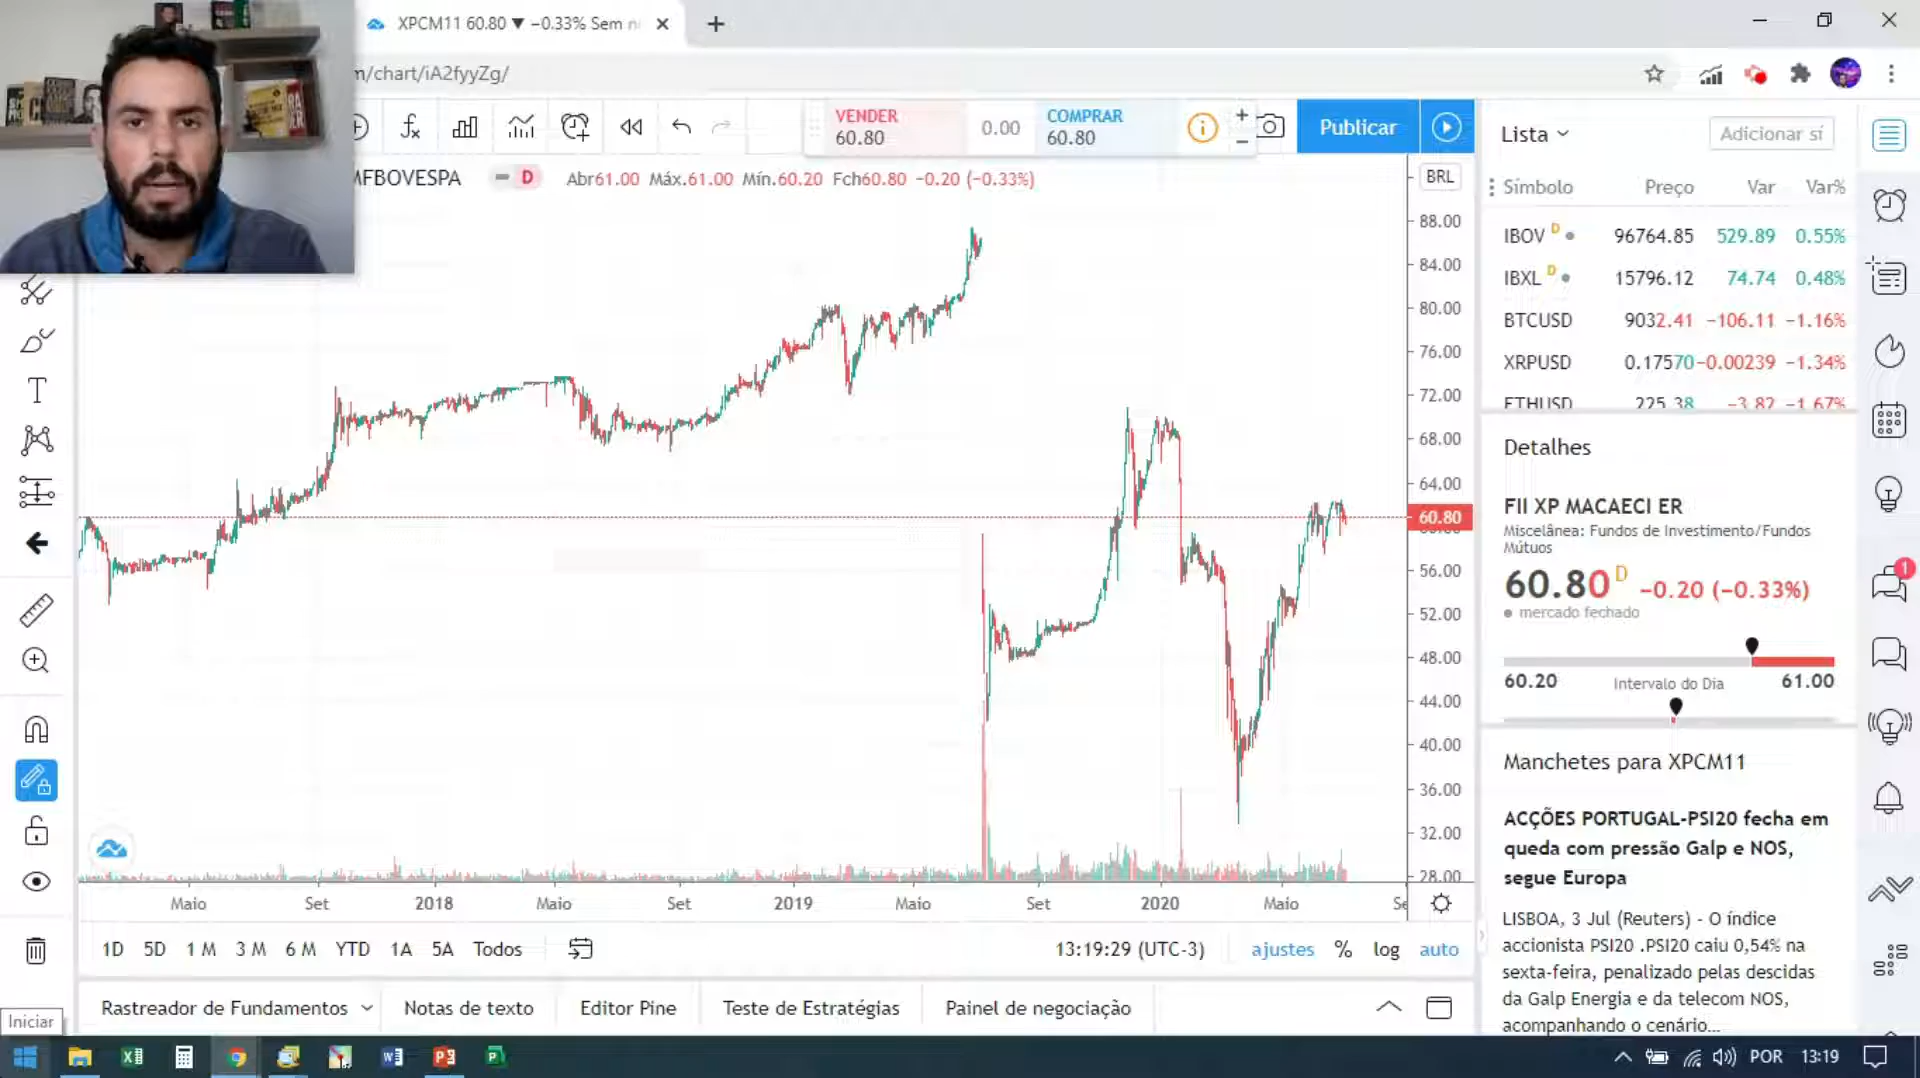 XPCM11 60.80 ▼ −0.33% Sem n
m/chart/iA2fyyZg/
VENDER
60.80
0.00
COMPRAR
60.80
Publicar
MFBOVESPA
D
Abr61.00 Máx.61.00 Mín.60.20 Fch60.80 −0.20 (−0.33%)
BRL
88.00
84.00
80.00
76.00
72.00
68.00
64.00
60.80
56.00
52.00
48.00
44.00
40.00
36.00
32.00
28.00
Maio Set 2018 Maio Set 2019 Maio Set 2020 Maio
1D 5D 1 M 3 M 6 M YTD 1A 5A Todos
13:19:29 (UTC-3)
ajustes % log auto
Rastreador de Fundamentos
Notas de texto
Editor Pine
Teste de Estratégias
Painel de negociação
Lista
Adicionar sí
Símbolo Preço Var Var%
IBOV D 96764.85 529.89 0.55%
IBXL D 15796.12 74.74 0.48%
BTCUSD 9032.41 −106.11 −1.16%
XRPUSD 0.17570 −0.00239 −1.34%
ETHUSD 225.38 −3.82 −1.67%
Detalhes
FII XP MACAECI ER
Miscelânea: Fundos de Investimento/Fundos
Mútuos
60.80 D −0.20 (−0.33%)
mercado fechado
60.20 Intervalo do Dia 61.00
Manchetes para XPCM11
ACÇÕES PORTUGAL-PSI20 fecha em
queda com pressão Galp e NOS,
segue Europa
LISBOA, 3 Jul (Reuters) - O índice
accionista PSI20 .PSI20 caiu 0,54% na
sexta-feira, penalizado pelas descidas
da Galp Energia e da telecom NOS,
acompanhando o cenário...
1
Iniciar
POR 13:19